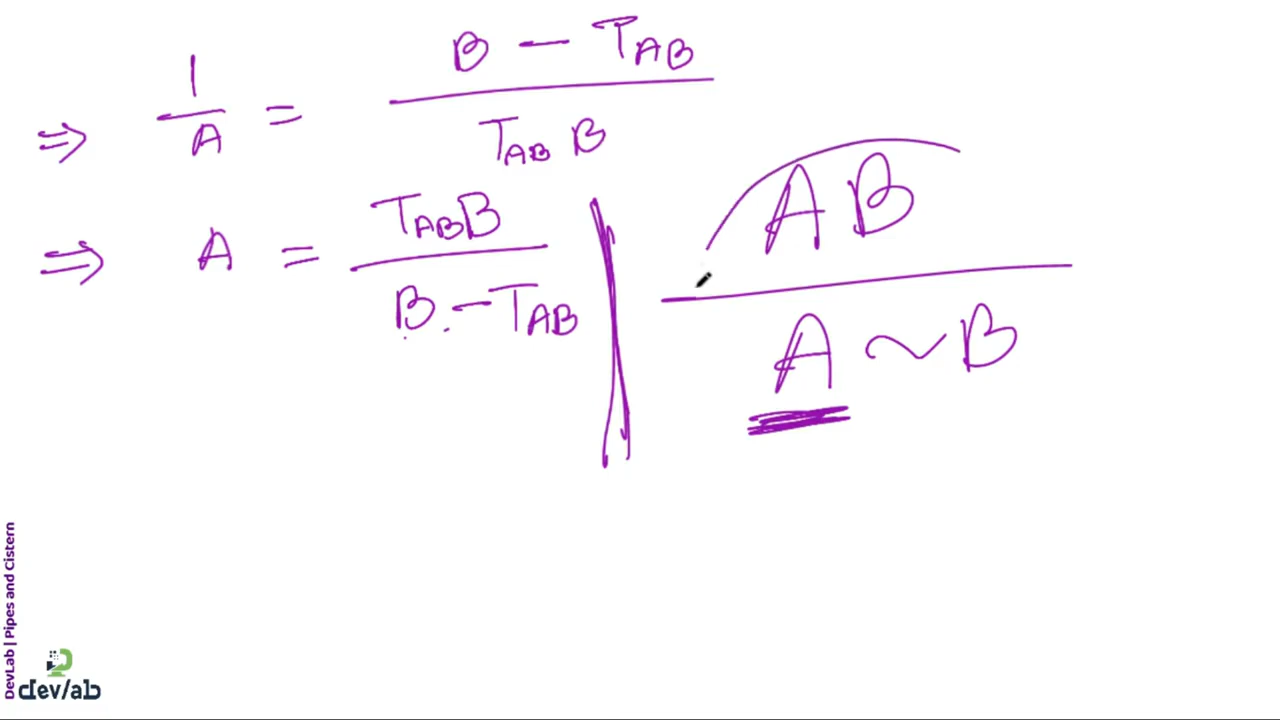 ⇒ 1/A = (B − T_AB)/(T_AB B)
⇒ A = (T_AB B)/(B − T_AB)
AB/(A ~ B)
DevLab | Pipes and Cistern
dev/ab